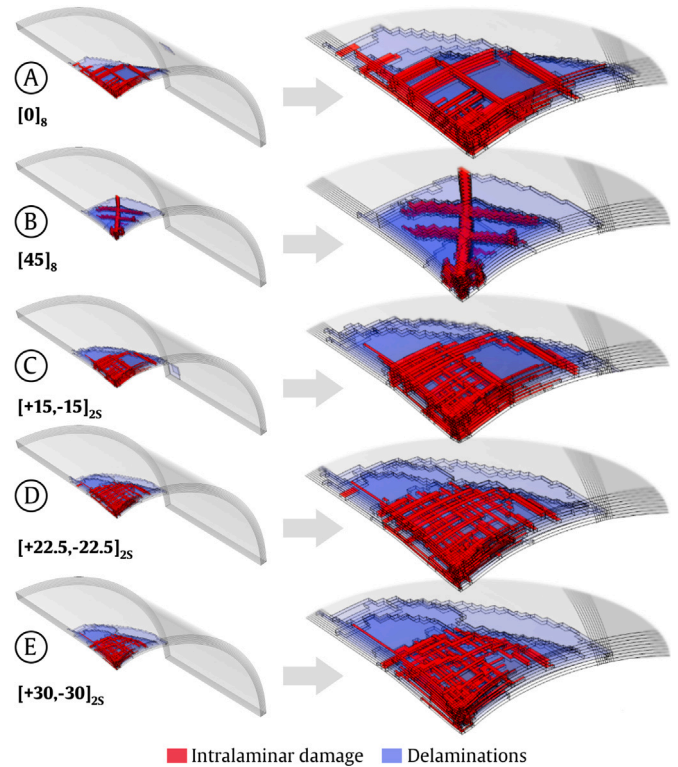 A
[0]8
B
[45]8
C
[+15,-15]2S
D
[+22.5,-22.5]2S
E
[+30,-30]2S
Intralaminar damage Delaminations